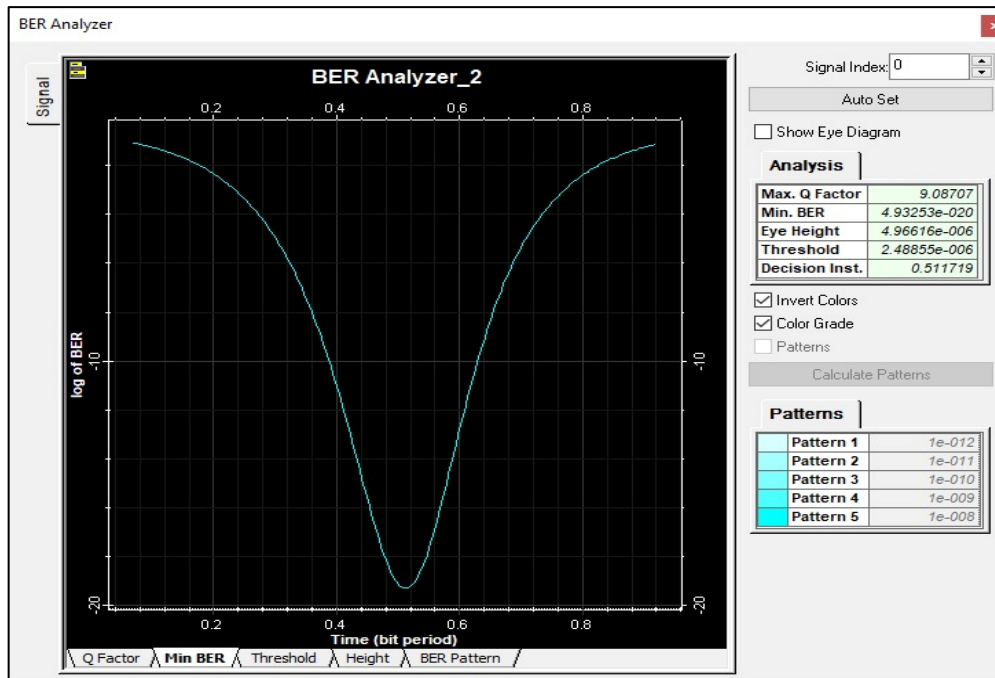 BER Analyzer
Signal
BER Analyzer_2
0.2 0.4 0.6 0.8
log of BER
-10 -10
-20 -20
0.2 0.4 0.6 0.8
Time (bit period)
Q Factor Min BER Threshold Height BER Pattern
Signal Index: 0
Auto Set
Show Eye Diagram
Analysis
Max. Q Factor 9.08707
Min. BER 4.93253e-020
Eye Height 4.96616e-006
Threshold 2.48855e-006
Decision Inst. 0.511719
Invert Colors
Color Grade
Patterns
Calculate Patterns
Patterns
Pattern 1 1e-012
Pattern 2 1e-011
Pattern 3 1e-010
Pattern 4 1e-009
Pattern 5 1e-008